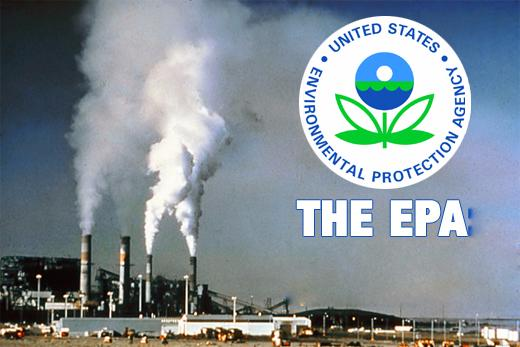 • UNITED STATES •
ENVIRONMENTAL PROTECTION AGENCY
THE EPA